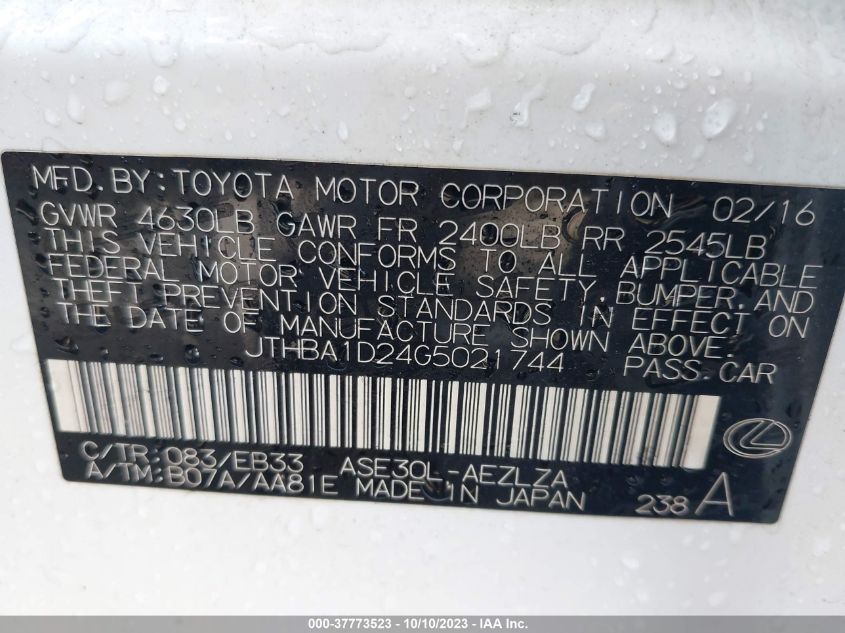 MFD. BY: TOYOTA MOTOR CORPORATION 02/16
GVWR 4630LB GAWR FR 2400LB RR 2545LB
THIS VEHICLE CONFORMS TO ALL APPLICABLE
FEDERAL MOTOR VEHICLE SAFETY, BUMPER, AND
THEFT PREVENTION STANDARDS IN EFFECT ON
THE DATE OF MANUFACTURE SHOWN ABOVE.
JTHBA1D24G5021744 PASS. CAR
C/TR: 083/EB33 ASE30L-AEZLZA
A/TM: B07A/AA81E MADE IN JAPAN 238 A
000-37773523 - 10/10/2023 - IAA Inc.